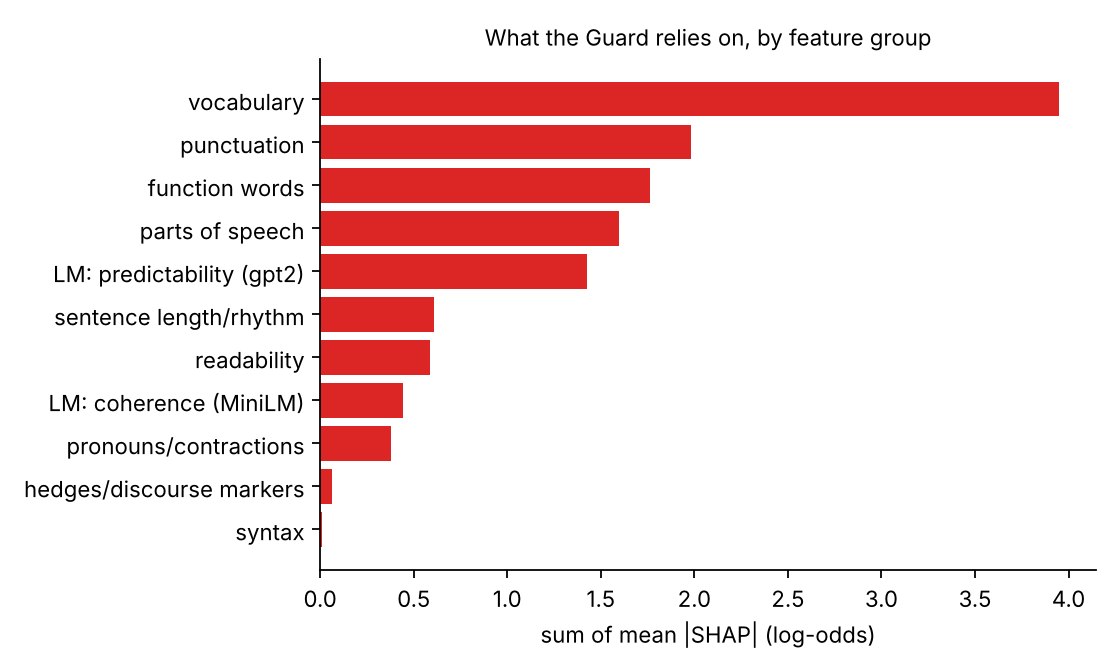 What the Guard relies on, by feature group
vocabulary
punctuation
function words
parts of speech
LM: predictability (gpt2)
sentence length/rhythm
readability
LM: coherence (MiniLM)
pronouns/contractions
hedges/discourse markers
syntax
0.0 0.5 1.0 1.5 2.0 2.5 3.0 3.5 4.0
sum of mean |SHAP| (log-odds)